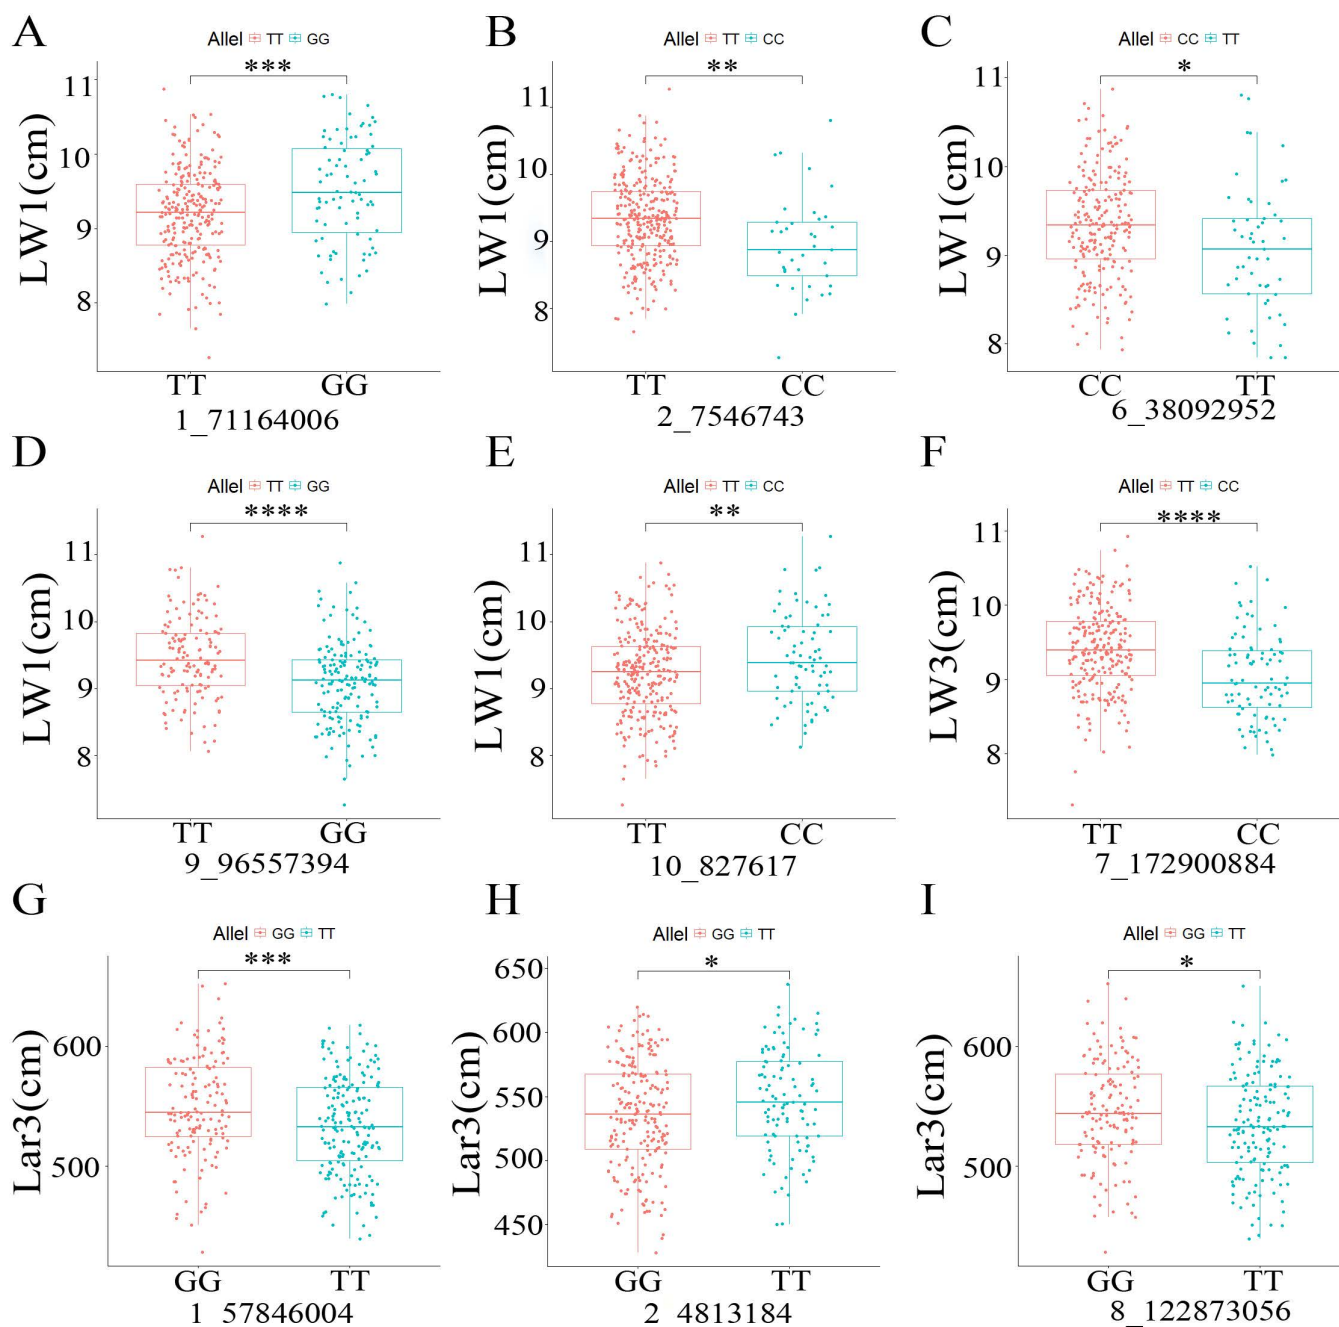 A
Allel TT GG
***
LW1(cm)
11
10
9
8
TT GG
1_71164006
B
Allel TT CC
**
LW1(cm)
11
10
9
8
TT CC
2_7546743
C
Allel CC TT
*
LW1(cm)
11
10
9
8
CC TT
6_38092952
D
Allel TT GG
****
LW1(cm)
11
10
9
8
TT GG
9_96557394
E
Allel TT CC
**
LW1(cm)
11
10
9
8
TT CC
10_827617
F
Allel TT CC
****
LW3(cm)
11
10
9
8
TT CC
7_172900884
G
Allel GG TT
***
Lar3(cm)
600
500
GG TT
1_57846004
H
Allel GG TT
*
Lar3(cm)
650
600
550
500
450
GG TT
2_4813184
I
Allel GG TT
*
Lar3(cm)
600
500
GG TT
8_122873056